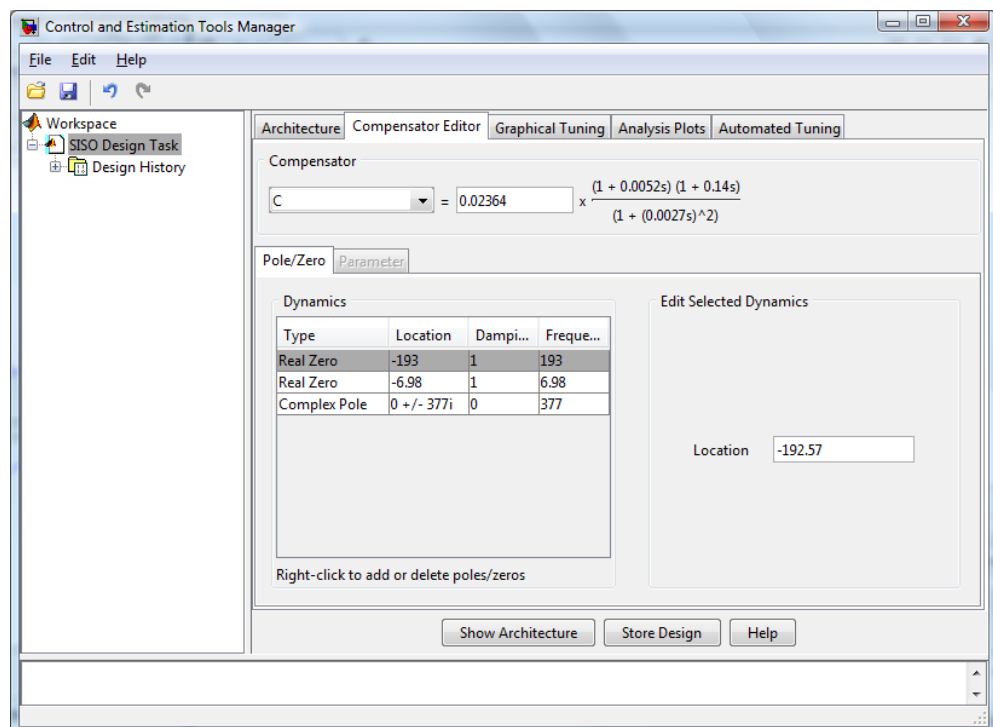 Control and Estimation Tools Manager
File Edit Help
Workspace
SISO Design Task
Design History
Architecture Compensator Editor Graphical Tuning Analysis Plots Automated Tuning
Compensator
C = 0.02364 x (1 + 0.0052s) (1 + 0.14s)
(1 + (0.0027s)^2)
Pole/Zero Parameter
Dynamics
Type Location Dampi... Freque...
Real Zero -193 1 193
Real Zero -6.98 1 6.98
Complex Pole 0 +/- 377i 0 377
Right-click to add or delete poles/zeros
Edit Selected Dynamics
Location -192.57
Show Architecture Store Design Help